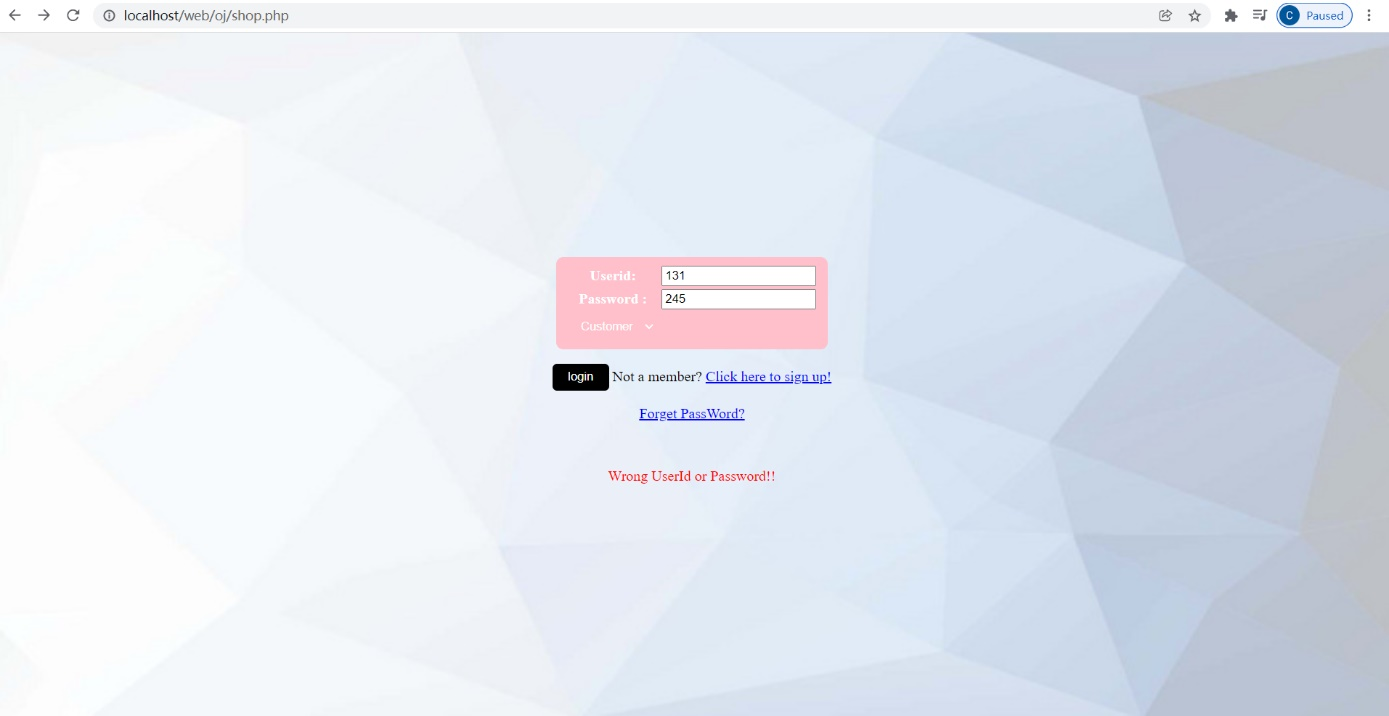 localhost/web/oj/shop.php
C Paused
Userid: 131
Password : 245
Customer
login Not a member? Click here to sign up!
Forget PassWord?
Wrong UserId or Password!!